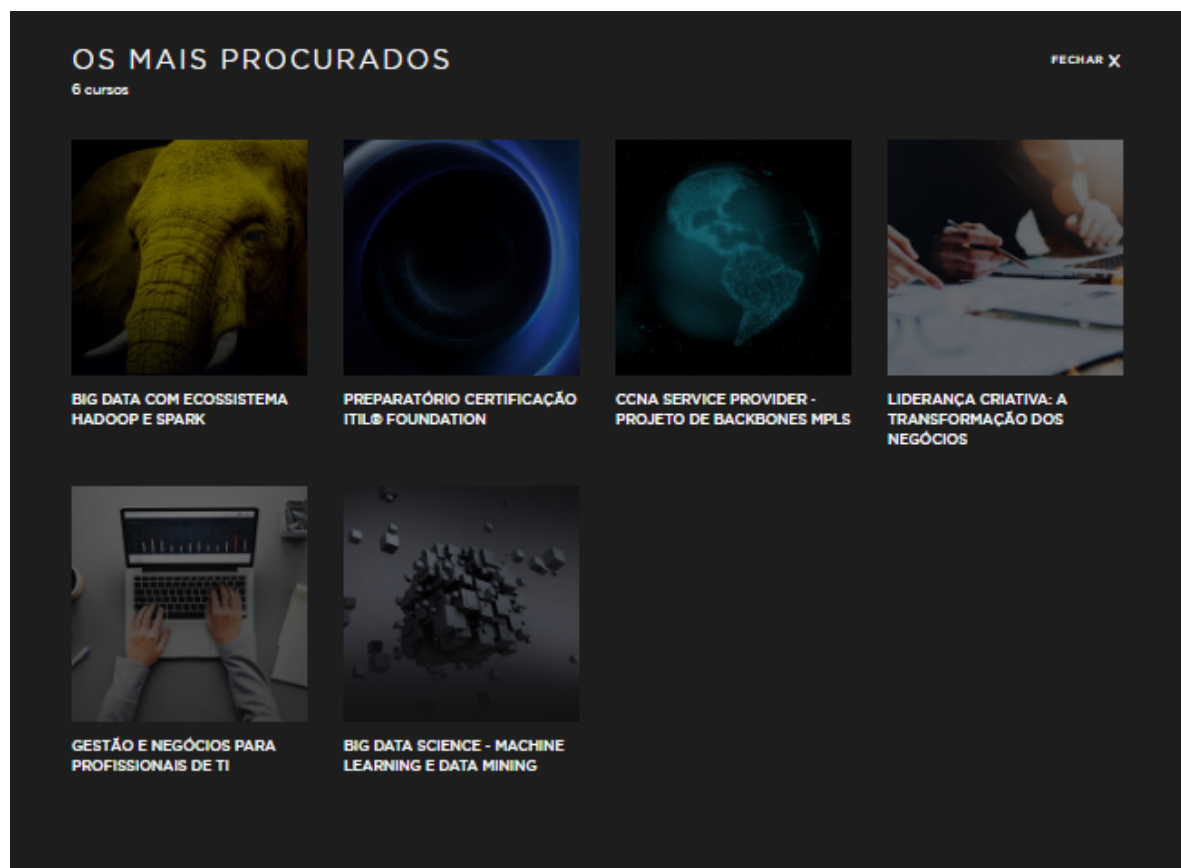 OS MAIS PROCURADOS
FECHAR X
6 cursos
BIG DATA COM ECOSSISTEMA
HADOOP E SPARK
PREPARATÓRIO CERTIFICAÇÃO
ITIL® FOUNDATION
CCNA SERVICE PROVIDER -
PROJETO DE BACKBONES MPLS
LIDERANÇA CRIATIVA: A
TRANSFORMAÇÃO DOS
NEGÓCIOS
GESTÃO E NEGÓCIOS PARA
PROFISSIONAIS DE TI
BIG DATA SCIENCE - MACHINE
LEARNING E DATA MINING